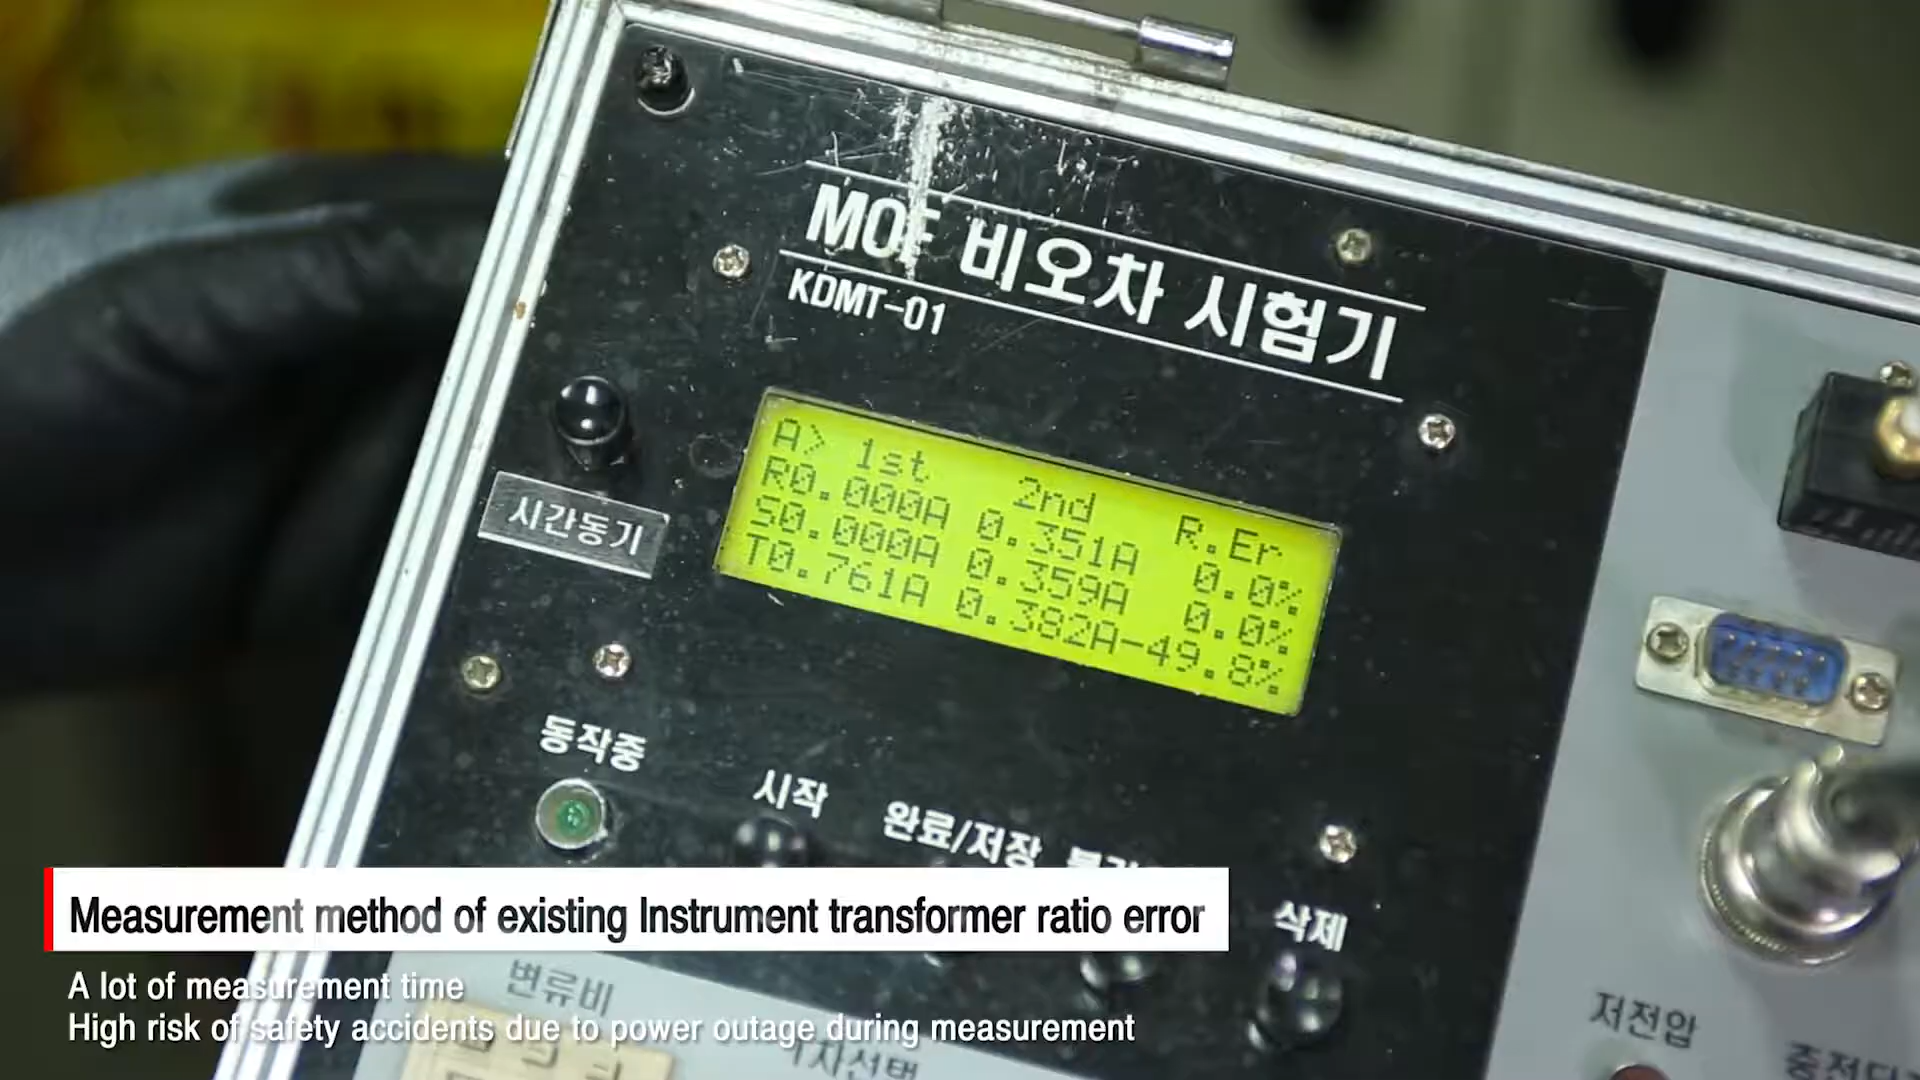 MOF 비오차 시험기
KDMT-01
A> 1st 2nd R.Er
R0.000A 0.351A 0.0%
S0.000A 0.359A 0.0%
T0.761A 0.382A-49.8%
시간동기
동작중
시작
완료/저장
삭제
Measurement method of existing Instrument transformer ratio error
A lot of measurement time
High risk of safety accidents due to power outage during measurement
변류비
저전압